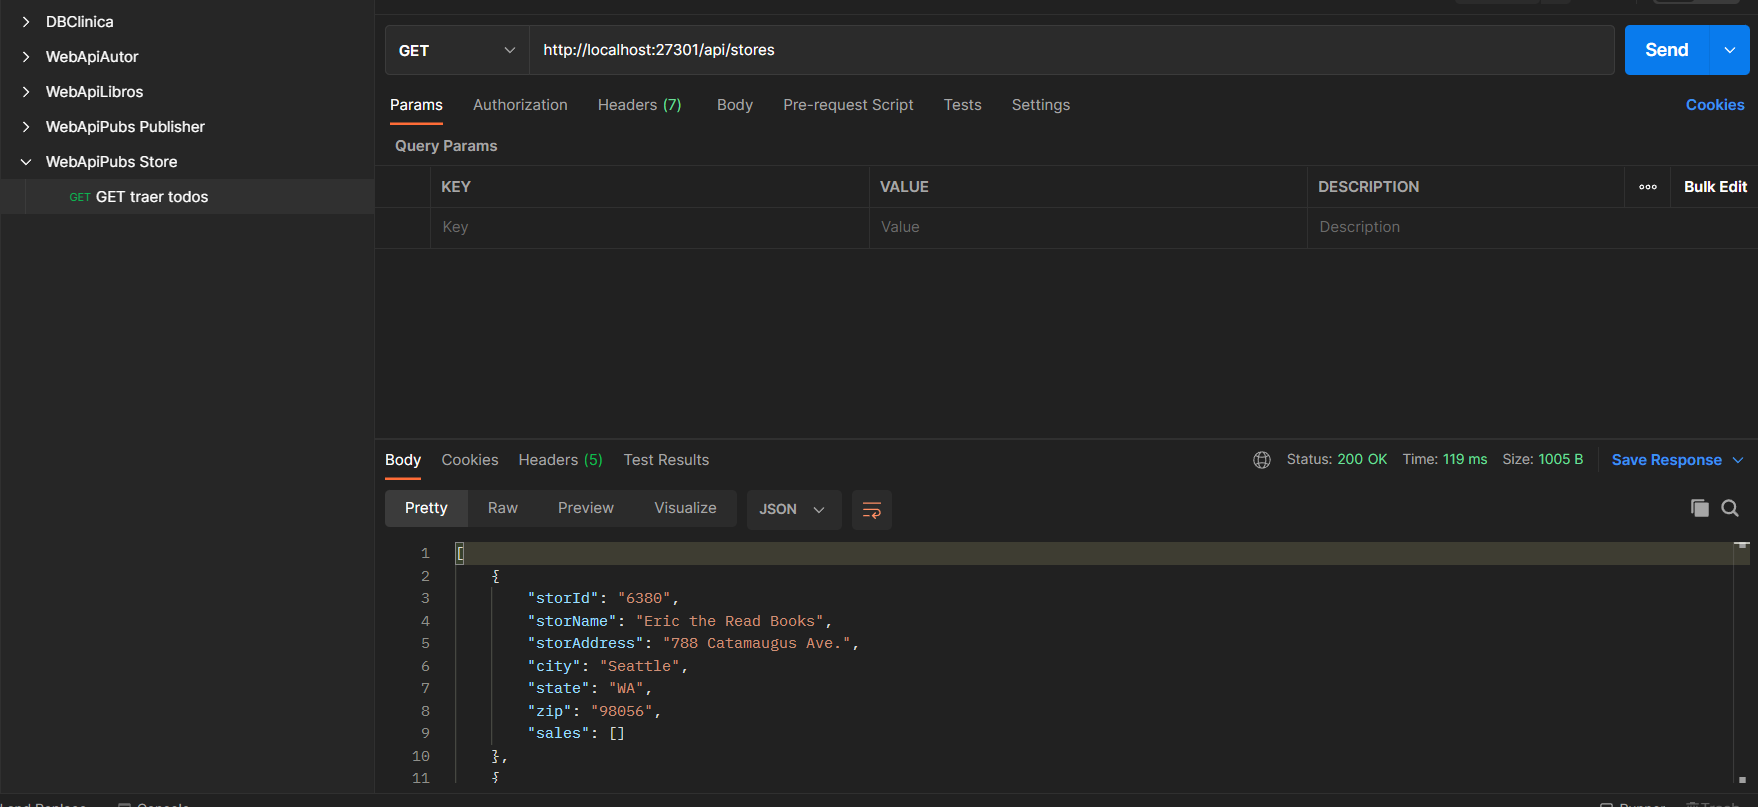 DBClinica
WebApiAutor
WebApiLibros
WebApiPubs Publisher
WebApiPubs Store
GET GET traer todos
GET http://localhost:27301/api/stores Send
Params Authorization Headers (7) Body Pre-request Script Tests Settings Cookies
Query Params
KEY VALUE DESCRIPTION ooo Bulk Edit
Key Value Description
Body Cookies Headers (5) Test Results Status: 200 OK Time: 119 ms Size: 1005 B Save Response
Pretty Raw Preview Visualize JSON
1 [
2 {
3 "storId": "6380",
4 "storName": "Eric the Read Books",
5 "storAddress": "788 Catamaugus Ave.",
6 "city": "Seattle",
7 "state": "WA",
8 "zip": "98056",
9 "sales": []
10 },
11 {
Console Runner Trash